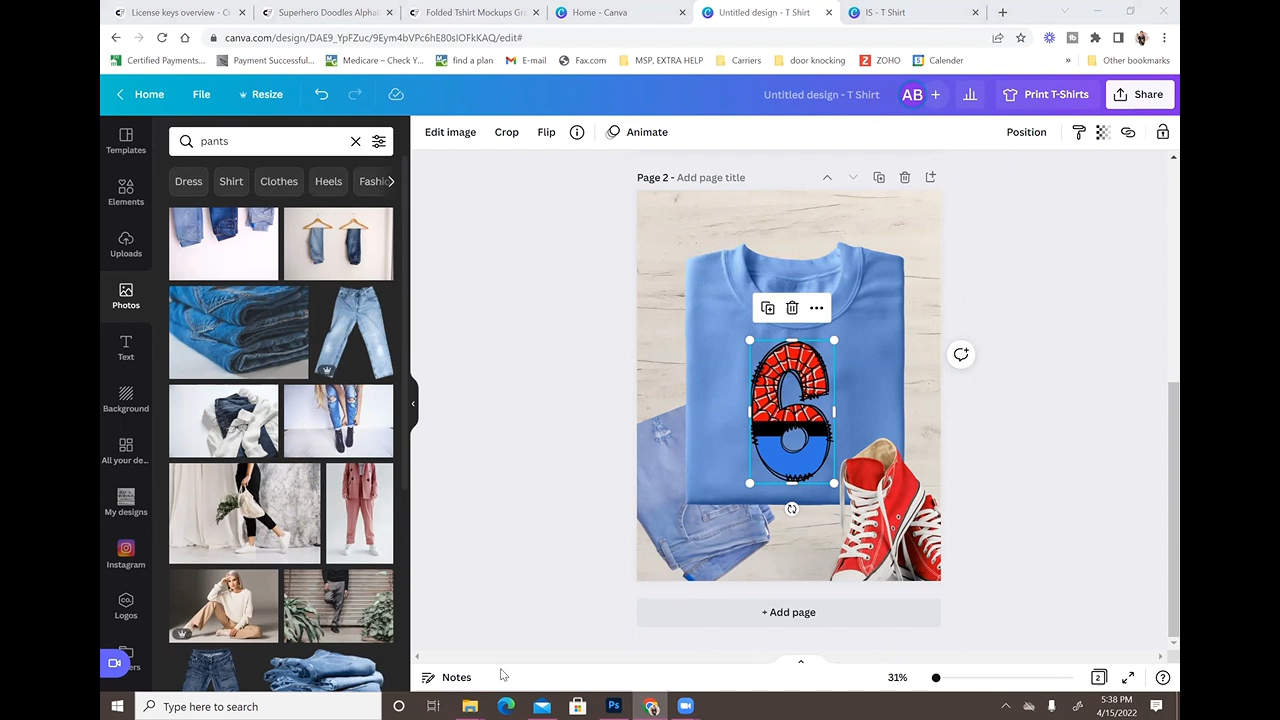 License keys overview - C
Superhero Doodles Alphal
Folded Tshirt Mockups Gre
Home - Canva
Untitled design - T Shirt
IS - T Shirt
canva.com/design/DAE9_YpFZuc/9Eym4bVPc6hE80sIOFkKAQ/edit#
Certified Payments...
Payment Successful...
Medicare – Check Y...
find a plan
E-mail
Fax.com
MSP, EXTRA HELP
Carriers
door knocking
ZOHO
Calender
»
Other bookmarks
Home
File
Resize
Untitled design - T Shirt
AB
Print T-Shirts
Share
Templates
Elements
Uploads
Photos
Text
Background
All your de...
My designs
Instagram
Logos
pants
Dress
Shirt
Clothes
Heels
Fashi
Edit image
Crop
Flip
Animate
Position
Page 2 - Add page title
6
+ Add page
Notes
31%
2
Type here to search
Ps
5:38 PM
4/15/2022